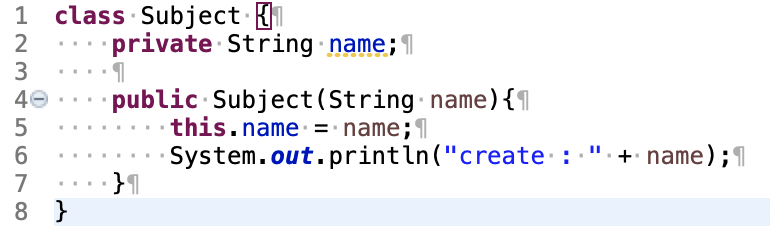 1 class Subject {¶
2     private String name;¶
3     ¶
4     public Subject(String name){¶
5         this.name = name;¶
6         System.out.println("create : " + name);¶
7     }¶
8 }